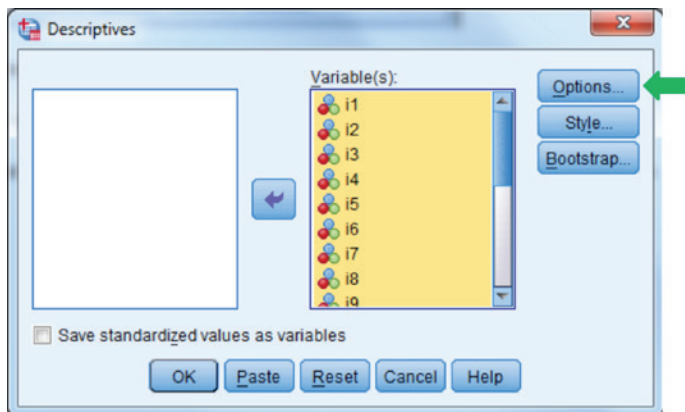 Descriptives
Variable(s):
i1
i2
i3
i4
i5
i6
i7
i8
i9
Options...
Style...
Bootstrap...
Save standardized values as variables
OK Paste Reset Cancel Help